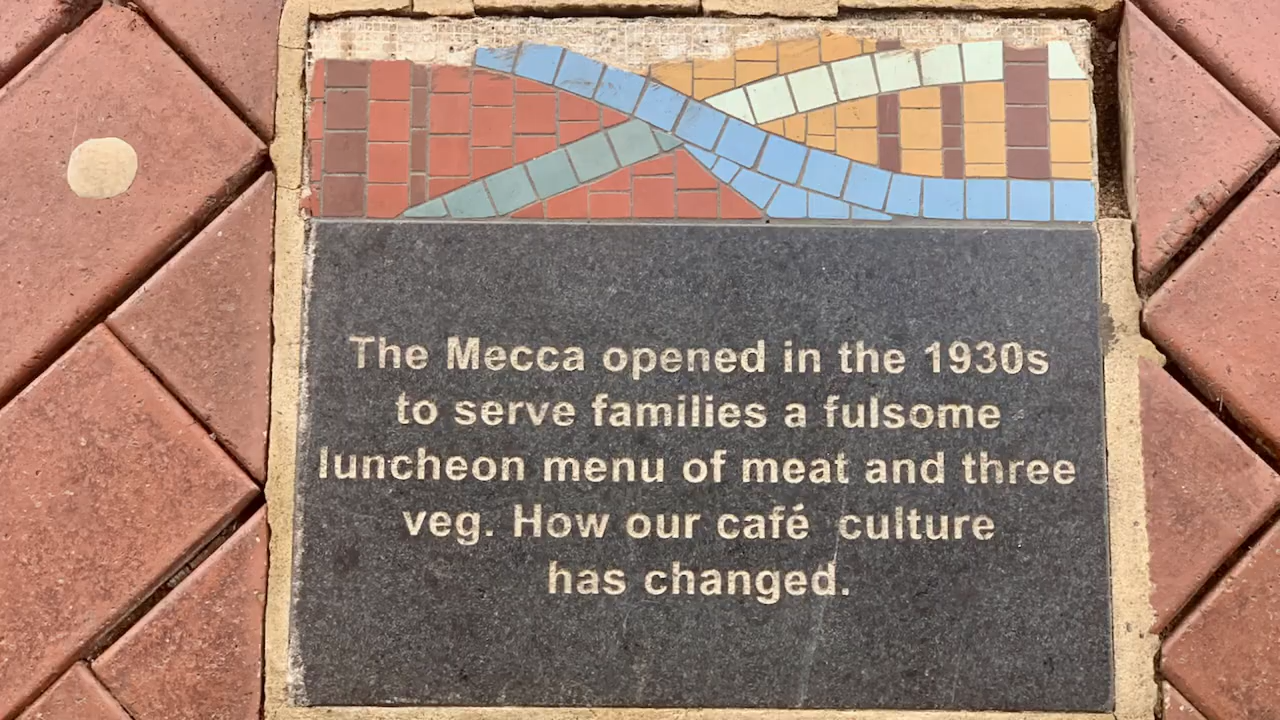 The Mecca opened in the 1930s
to serve families a fulsome
luncheon menu of meat and three
veg. How our café culture
has changed.